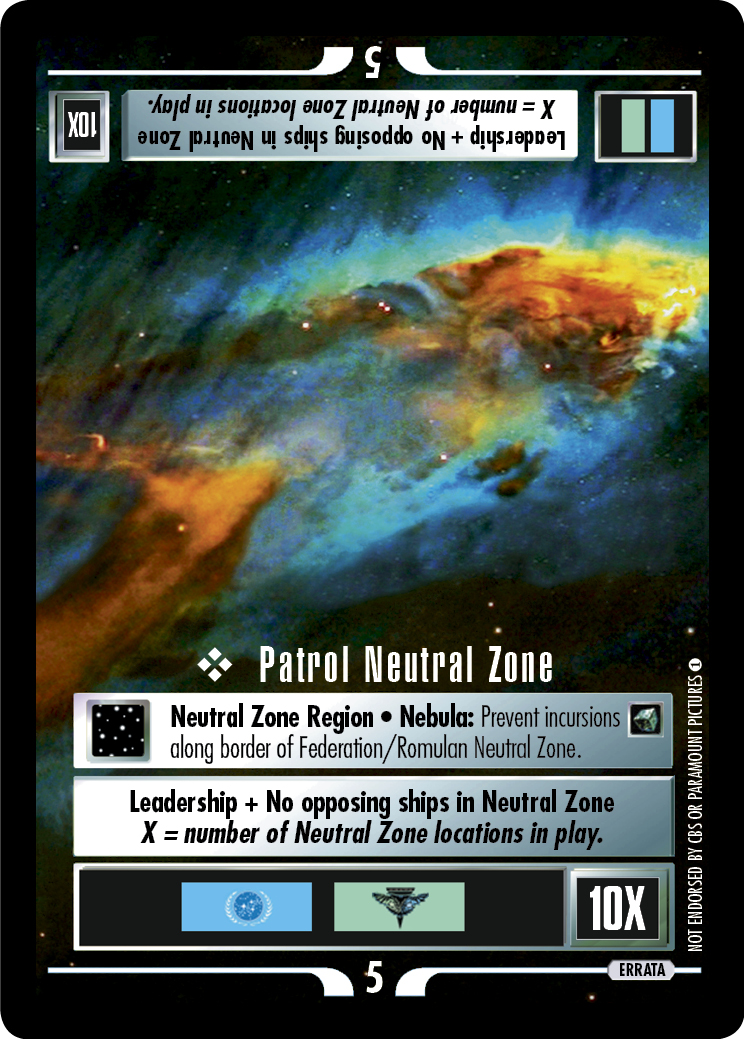 5
10X
Leadership + No opposing ships in Neutral Zone
X = number of Neutral Zone locations in play.
Patrol Neutral Zone
Neutral Zone Region • Nebula: Prevent incursions
along border of Federation/Romulan Neutral Zone.
Leadership + No opposing ships in Neutral Zone
X = number of Neutral Zone locations in play.
10X
5
ERRATA
NOT ENDORSED BY CBS OR PARAMOUNT PICTURES 1